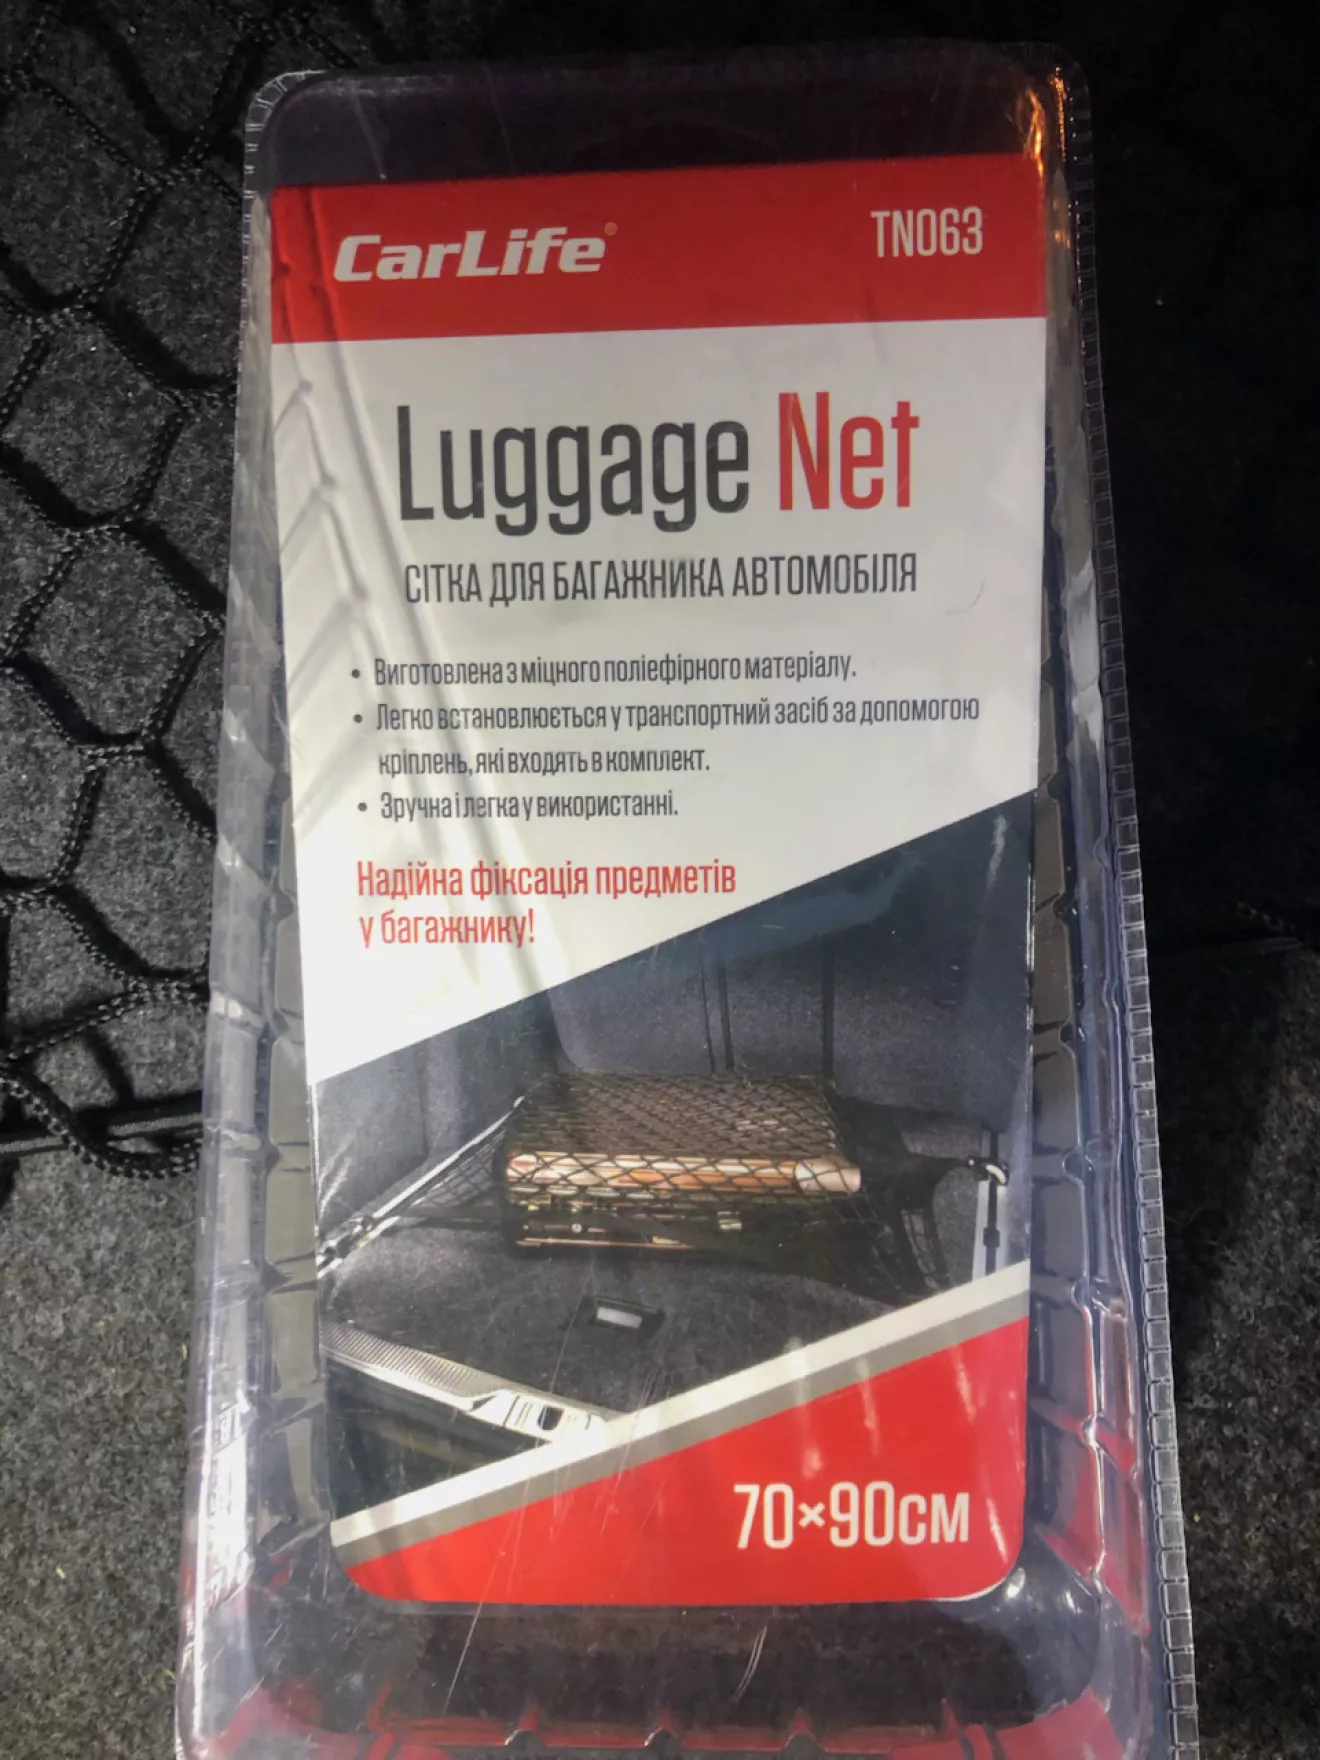 CarLife®
TN063
Luggage Net
СІТКА ДЛЯ БАГАЖНИКА АВТОМОБІЛЯ
• Виготовлена з міцного поліефірного матеріалу.
• Легко встановлюється у транспортний засіб за допомогою
кріплень, які входять в комплект.
• Зручна і легка у використанні.
Надійна фіксація предметів
у багажнику!
70×90см